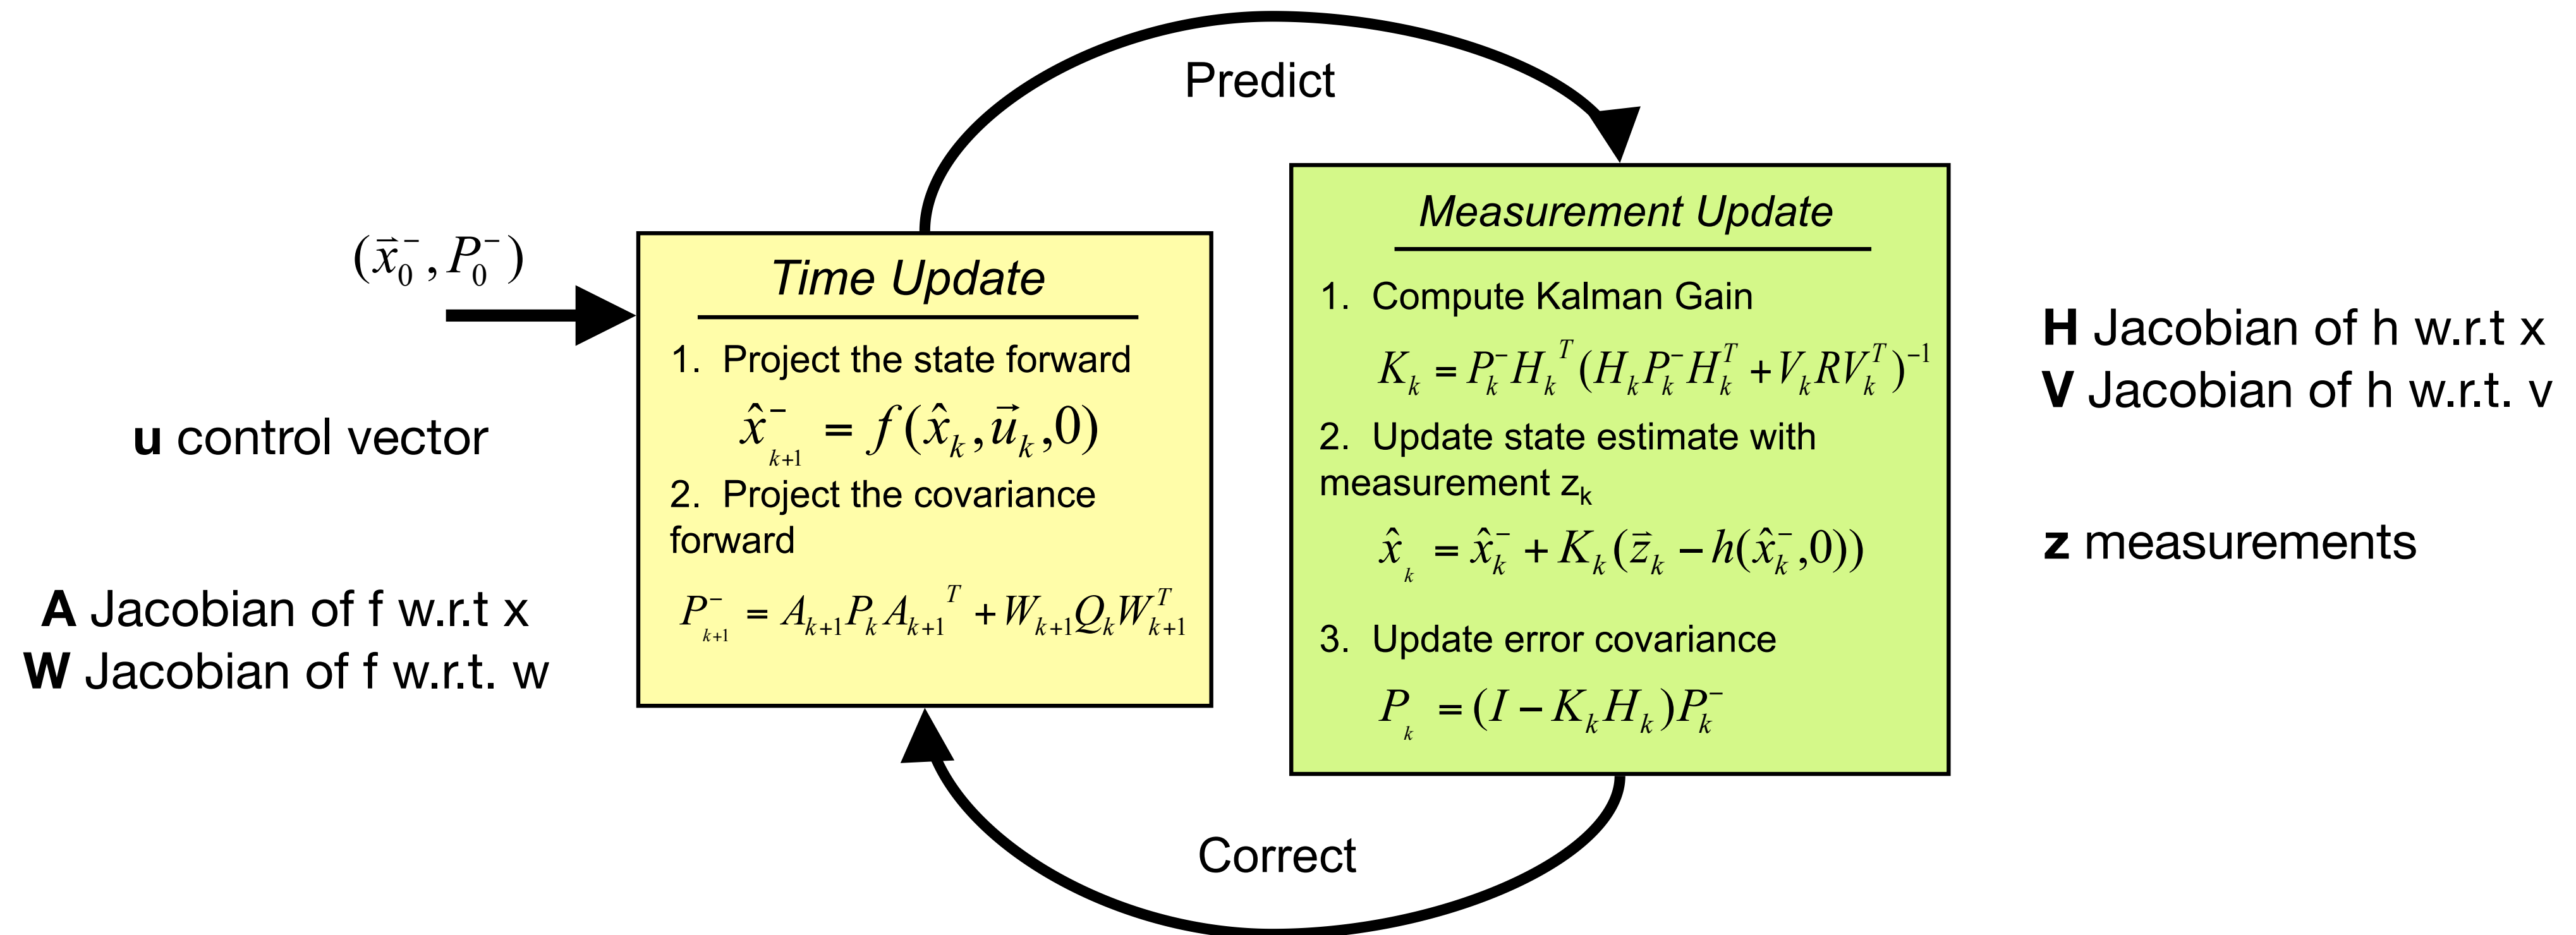 Predict
(x⃗₀⁻, P₀⁻)
u control vector
A Jacobian of f w.r.t x
W Jacobian of f w.r.t. w
Time Update
1. Project the state forward
x̂⁻ₖ₊₁ = f(x̂ₖ, u⃗ₖ, 0)
2. Project the covariance
forward
P⁻ₖ₊₁ = Aₖ₊₁PₖAₖ₊₁ᵀ + Wₖ₊₁QₖWᵀₖ₊₁
Measurement Update
1. Compute Kalman Gain
Kₖ = Pₖ⁻Hₖᵀ(HₖPₖ⁻Hₖᵀ + VₖRVₖᵀ)⁻¹
2. Update state estimate with
measurement zₖ
x̂ₖ = x̂ₖ⁻ + Kₖ(z⃗ₖ − h(x̂ₖ⁻, 0))
3. Update error covariance
Pₖ = (I − KₖHₖ)Pₖ⁻
H Jacobian of h w.r.t x
V Jacobian of h w.r.t. v
z measurements
Correct